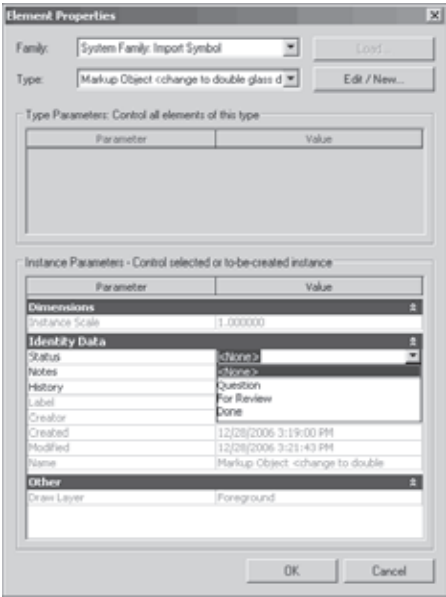 Element Properties
Family: System Family: Import Symbol Load...
Type: Markup Object <change to double glass d Edit / New...
Type Parameters: Control all elements of this type
Parameter Value
Instance Parameters - Control selected or to-be-created instance
Parameter Value
Dimensions
Instance Scale 1.000000
Identity Data
Status <None>
Notes <None>
History Question
Label For Review
Creator Done
Created 12/28/2006 3:19:00 PM
Modified 12/28/2006 3:21:43 PM
Name Markup Object <change to double
Other
Draw Layer Foreground
OK Cancel